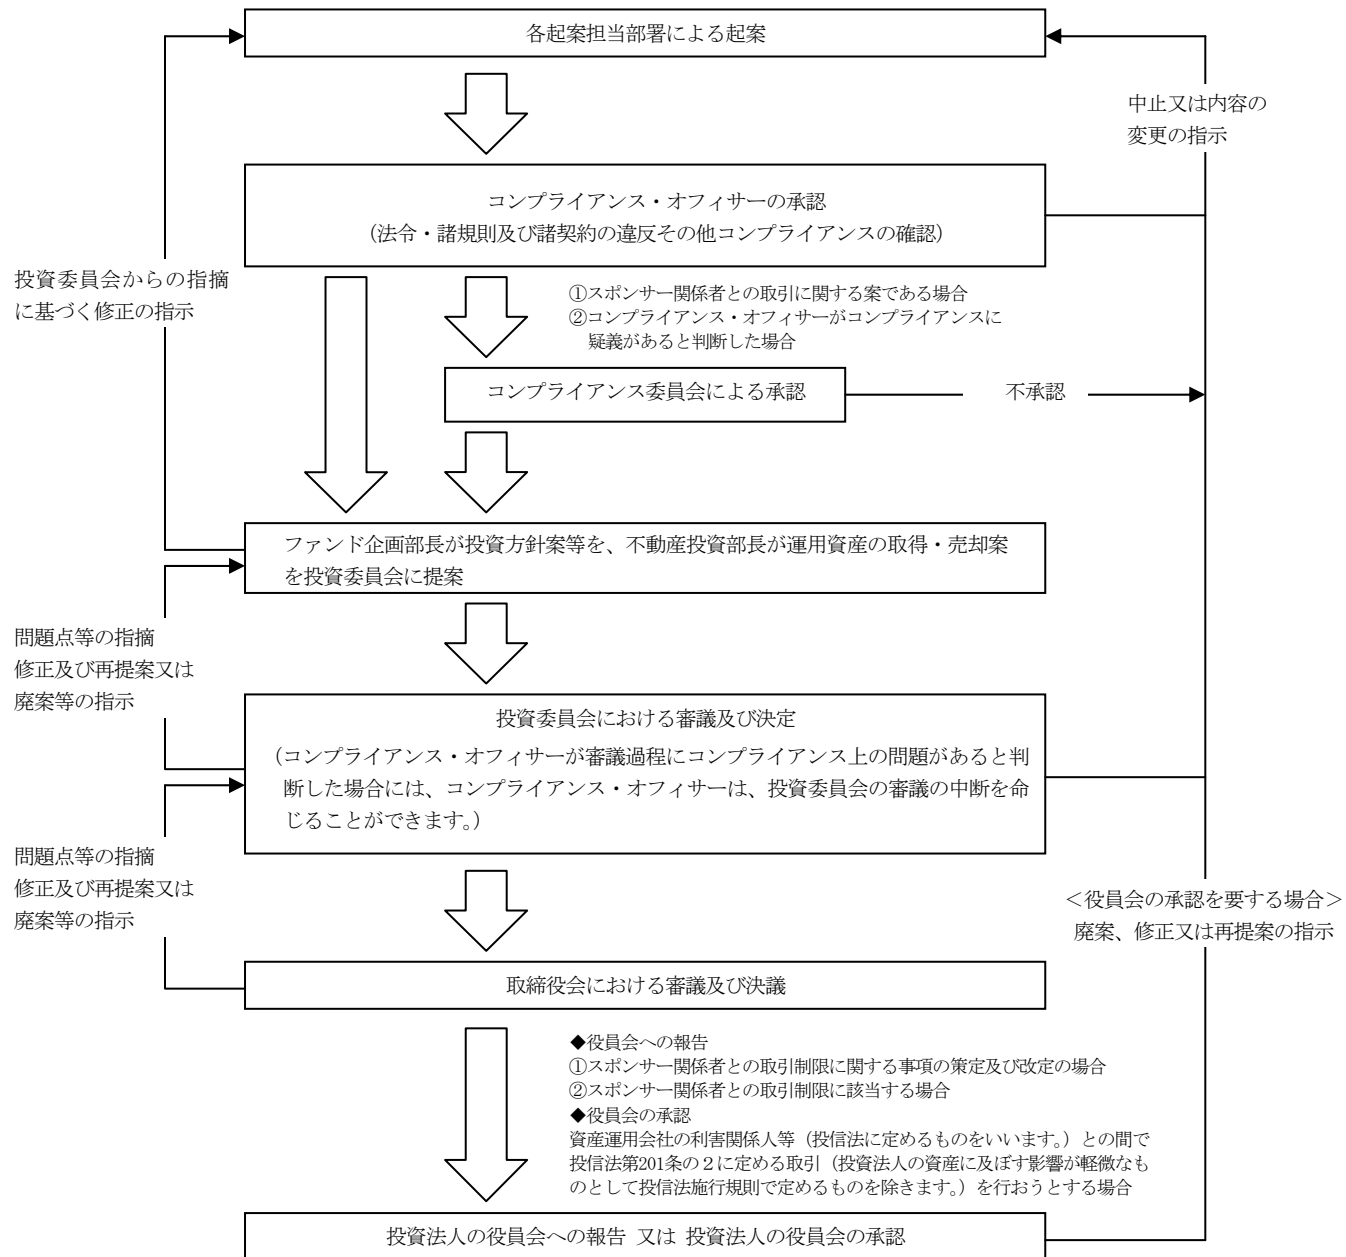 各起案担当部署による起案
中止又は内容の
変更の指示
コンプライアンス・オフィサーの承認
（法令・諸規則及び諸契約の違反その他コンプライアンスの確認）
投資委員会からの指摘
に基づく修正の指示
①スポンサー関係者との取引に関する案である場合
②コンプライアンス・オフィサーがコンプライアンスに
疑義があると判断した場合
コンプライアンス委員会による承認
不承認
ファンド企画部長が投資方針案等を、不動産投資部長が運用資産の取得・売却案
を投資委員会に提案
問題点等の指摘
修正及び再提案又は
廃案等の指示
投資委員会における審議及び決定
（コンプライアンス・オフィサーが審議過程にコンプライアンス上の問題があると判
断した場合には、コンプライアンス・オフィサーは、投資委員会の審議の中断を命
じることができます。）
問題点等の指摘
修正及び再提案又は
廃案等の指示
＜役員会の承認を要する場合＞
廃案、修正又は再提案の指示
取締役会における審議及び決議
◆役員会への報告
①スポンサー関係者との取引制限に関する事項の策定及び改定の場合
②スポンサー関係者との取引制限に該当する場合
◆役員会の承認
資産運用会社の利害関係人等（投信法に定めるものをいいます。）との間で
投信法第201条の２に定める取引（投資法人の資産に及ぼす影響が軽微なも
のとして投信法施行規則で定めるものを除きます。）を行おうとする場合
投資法人の役員会への報告 又は 投資法人の役員会の承認